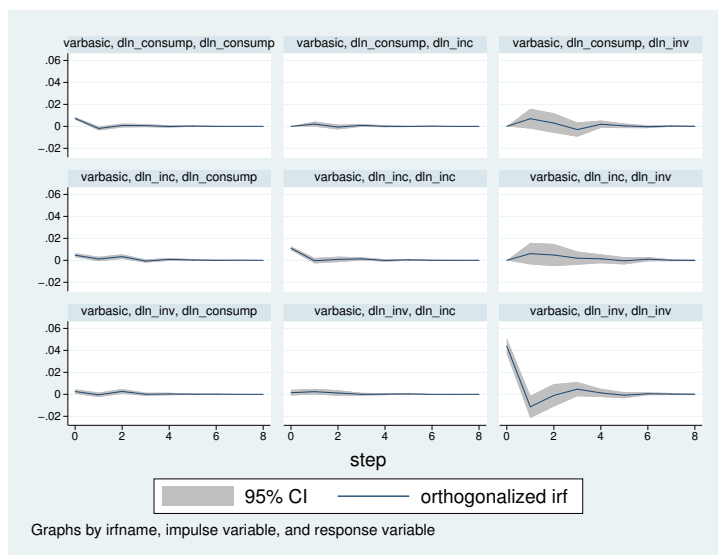 varbasic, dln_consump, dln_consump
varbasic, dln_consump, dln_inc
varbasic, dln_consump, dln_inv
.06
.04
.02
0
−.02
varbasic, dln_inc, dln_consump
varbasic, dln_inc, dln_inc
varbasic, dln_inc, dln_inv
.06
.04
.02
0
−.02
varbasic, dln_inv, dln_consump
varbasic, dln_inv, dln_inc
varbasic, dln_inv, dln_inv
.06
.04
.02
0
−.02
0 2 4 6 8
0 2 4 6 8
0 2 4 6 8
step
95% CI
orthogonalized irf
Graphs by irfname, impulse variable, and response variable